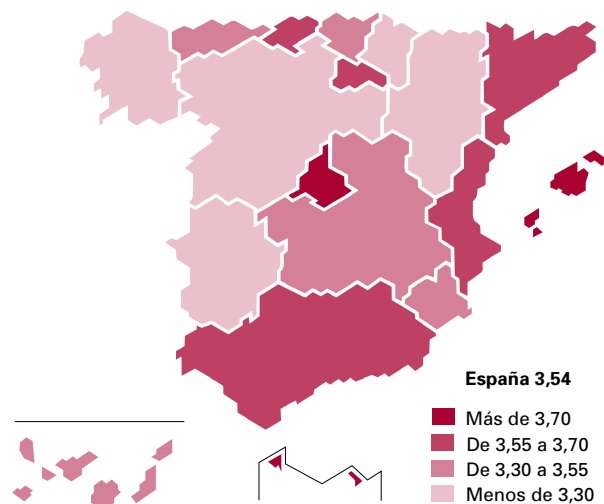 España 3,54
Más de 3,70
De 3,55 a 3,70
De 3,30 a 3,55
Menos de 3,30